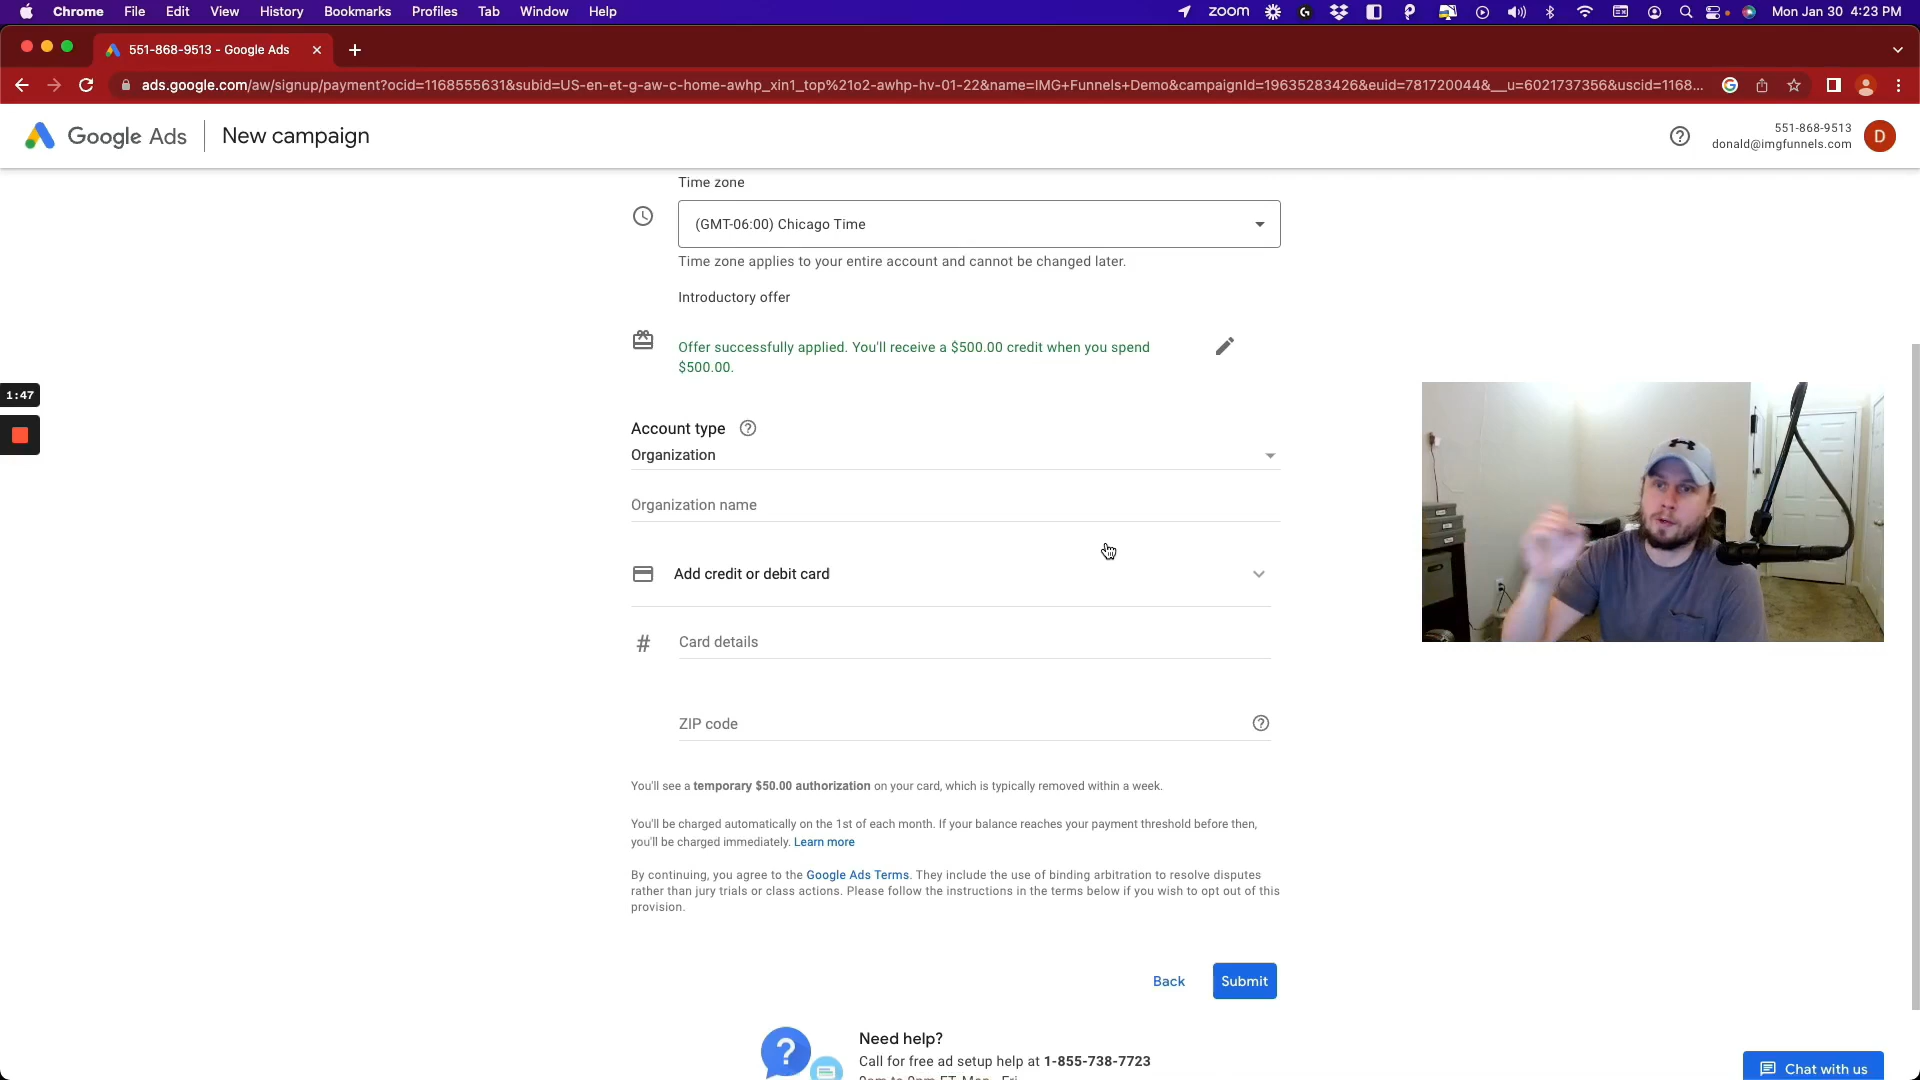 Chrome File Edit View History Bookmarks Profiles Tab Window Help zoom Mon Jan 30 4:23 PM
551-868-9513 - Google Ads
ads.google.com/aw/signup/payment?ocid=1168555631&subid=US-en-et-g-aw-c-home-awhp_xin1_top%21o2-awhp-hv-01-22&name=IMG+Funnels+Demo&campaignId=19635283426&euid=781720044&__u=6021737356&uscid=1168...
Google Ads New campaign
551-868-9513
donald@imgfunnels.com
D
Time zone
(GMT-06:00) Chicago Time
Time zone applies to your entire account and cannot be changed later.
Introductory offer
Offer successfully applied. You'll receive a $500.00 credit when you spend
$500.00.
1:47
Account type
Organization
Organization name
Add credit or debit card
# Card details
ZIP code
You'll see a temporary $50.00 authorization on your card, which is typically removed within a week.
You'll be charged automatically on the 1st of each month. If your balance reaches your payment threshold before then,
you'll be charged immediately. Learn more
By continuing, you agree to the Google Ads Terms. They include the use of binding arbitration to resolve disputes
rather than jury trials or class actions. Please follow the instructions in the terms below if you wish to opt out of this
provision.
Back Submit
Need help?
Call for free ad setup help at 1-855-738-7723
Chat with us